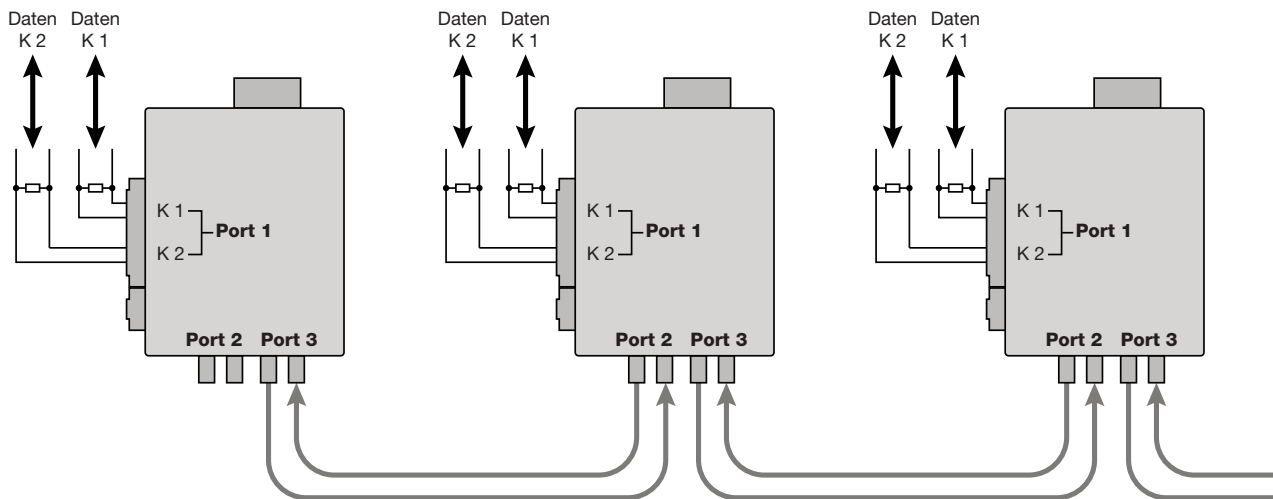 Daten Daten
K 2 K 1
Daten Daten
K 2 K 1
Daten Daten
K 2 K 1
K 1
Port 1
K 2
Port 2 Port 3
K 1
Port 1
K 2
Port 2 Port 3
K 1
Port 1
K 2
Port 2 Port 3